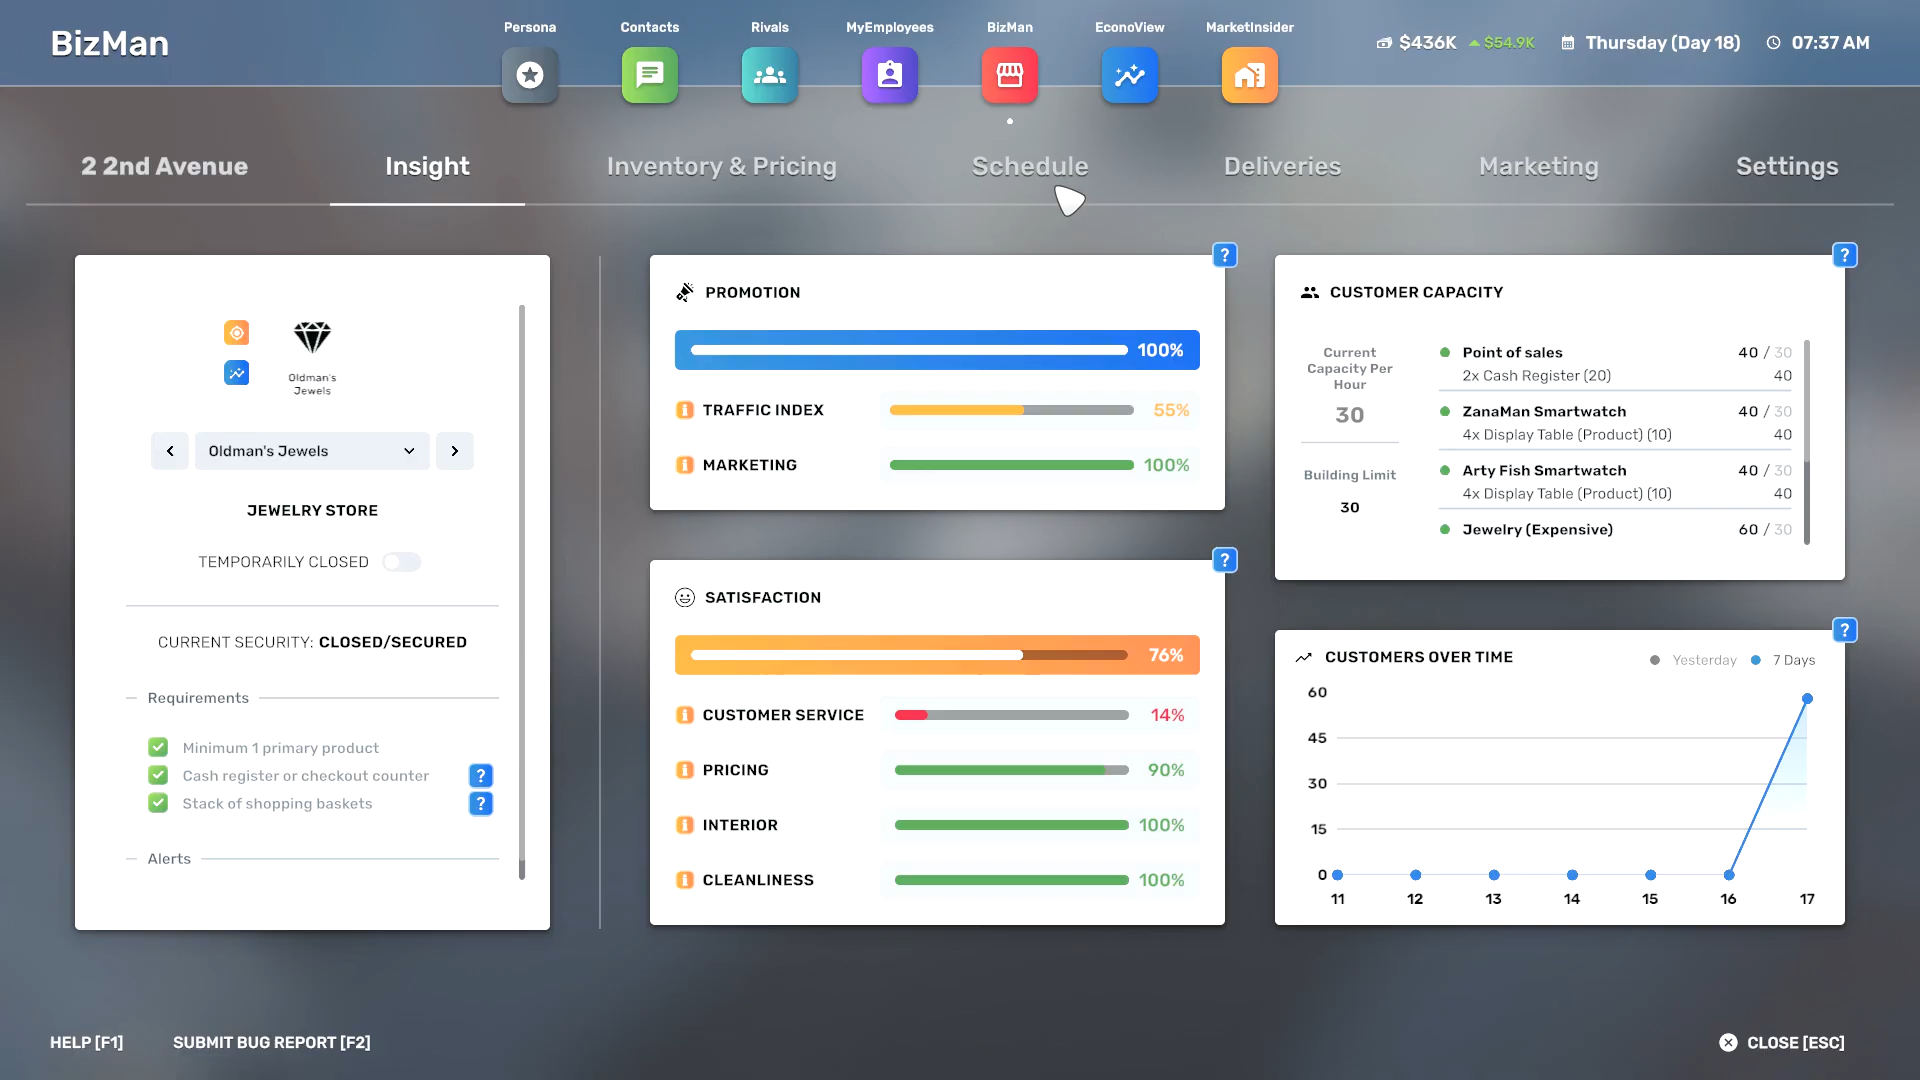 BizMan
Persona
Contacts
Rivals
MyEmployees
BizMan
EconoView
MarketInsider
$436K
$54.9K
Thursday (Day 18)
07:37 AM
2 2nd Avenue
Insight
Inventory & Pricing
Schedule
Deliveries
Marketing
Settings
Oldman's
Jewels
Oldman's Jewels
JEWELRY STORE
TEMPORARILY CLOSED
CURRENT SECURITY: CLOSED/SECURED
Requirements
Minimum 1 primary product
Cash register or checkout counter
?
Stack of shopping baskets
?
Alerts
?
PROMOTION
100%
TRAFFIC INDEX
55%
MARKETING
100%
?
SATISFACTION
76%
CUSTOMER SERVICE
14%
PRICING
90%
INTERIOR
100%
CLEANLINESS
100%
?
CUSTOMER CAPACITY
Current
Capacity Per
Hour
30
Building Limit
30
Point of sales 40 / 30
2x Cash Register (20) 40
ZanaMan Smartwatch 40 / 30
4x Display Table (Product) (10) 40
Arty Fish Smartwatch 40 / 30
4x Display Table (Product) (10) 40
Jewelry (Expensive) 60 / 30
?
CUSTOMERS OVER TIME
Yesterday
7 Days
60
45
30
15
0
11 12 13 14 15 16 17
HELP [F1]
SUBMIT BUG REPORT [F2]
CLOSE [ESC]